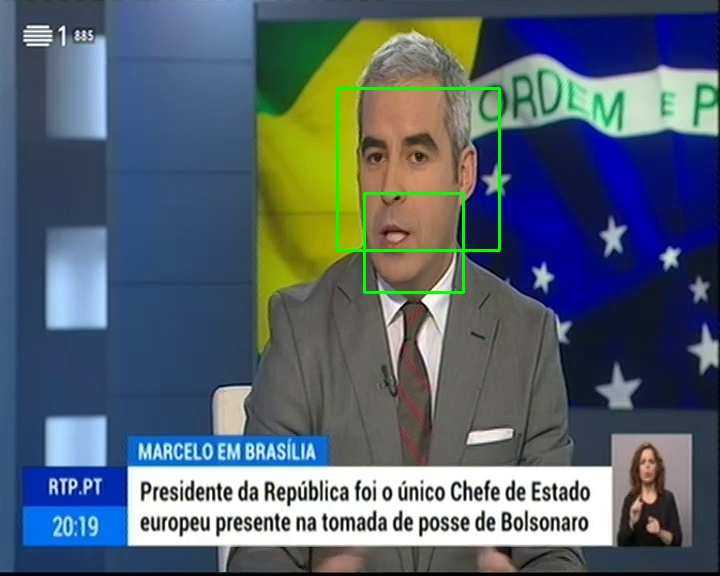 1 885
ORDEM E P
MARCELO EM BRASÍLIA
RTP.PT
Presidente da República foi o único Chefe de Estado
20:19
europeu presente na tomada de posse de Bolsonaro